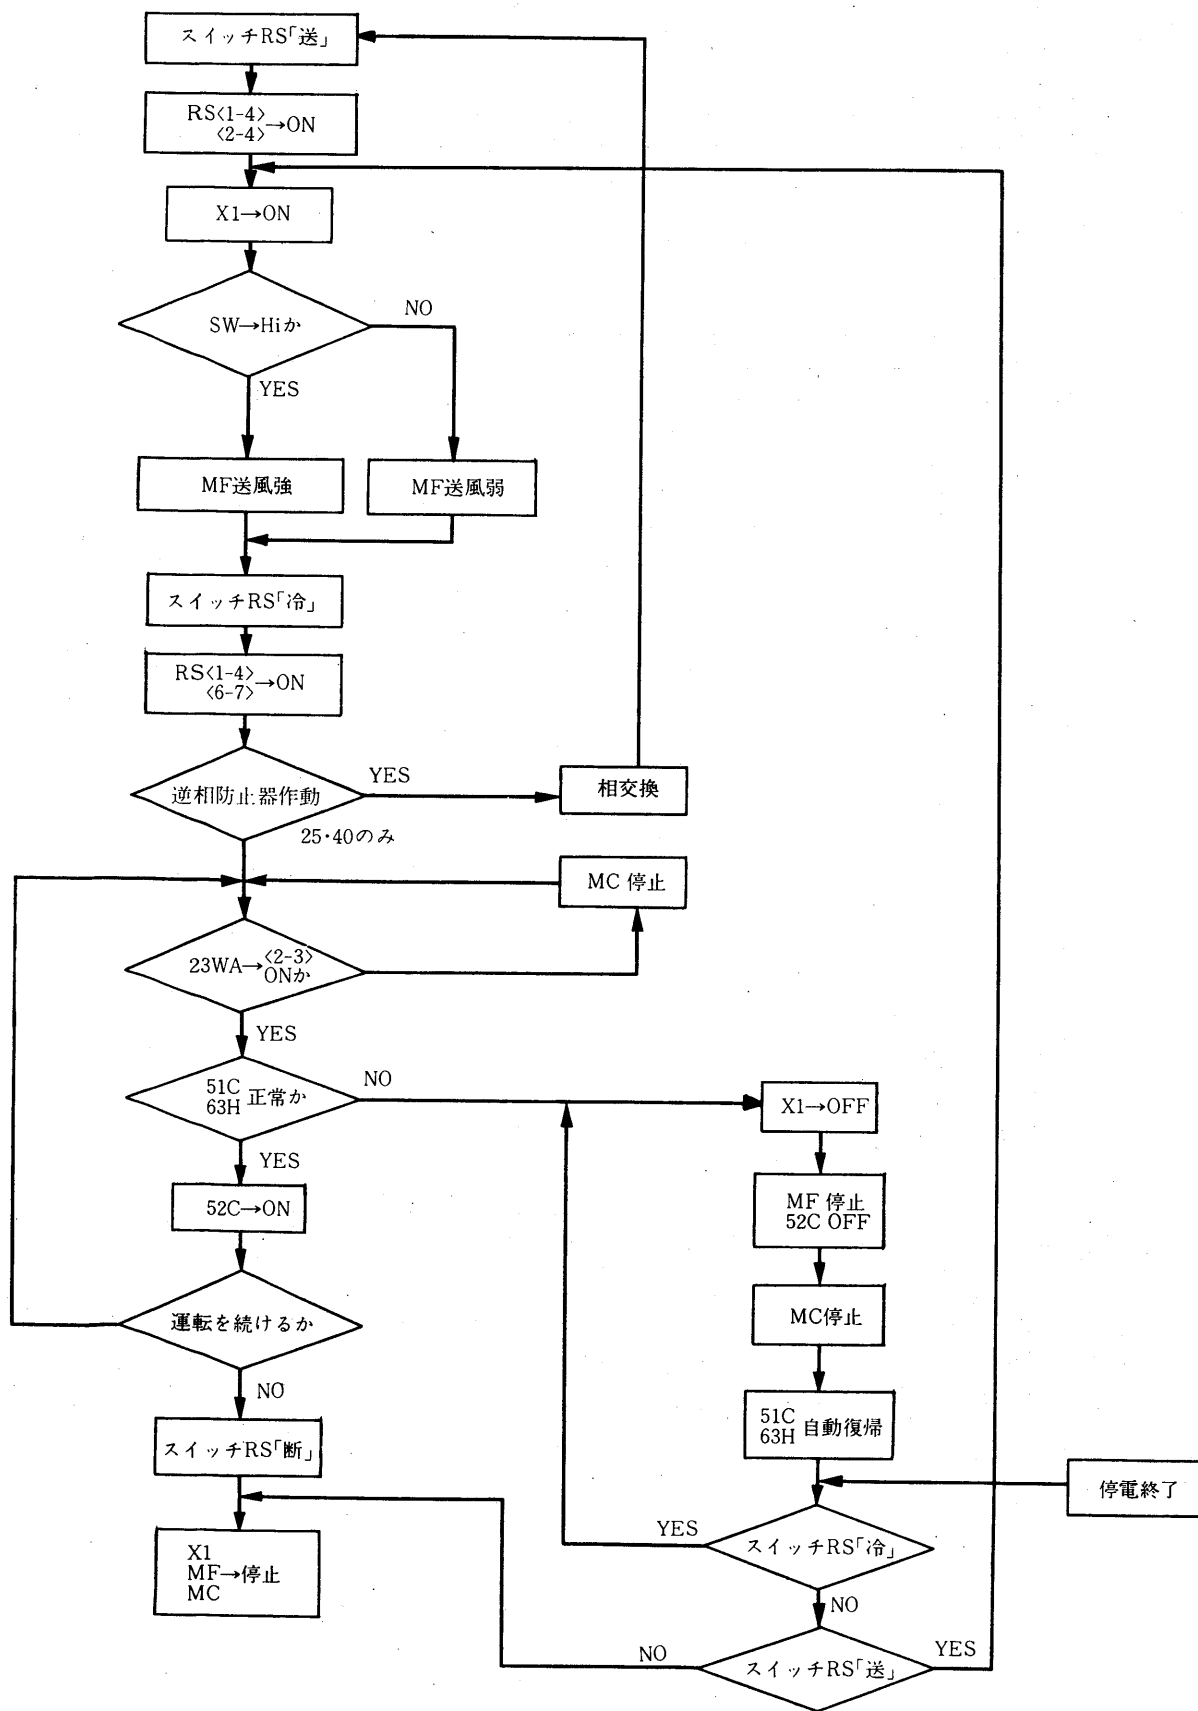 スイッチRS「送」
RS〈1-4〉→ON
〈2-4〉
X1→ON
SW→Hiか
NO
YES
MF送風強
MF送風弱
スイッチRS「冷」
RS〈1-4〉→ON
〈6-7〉
逆相防止器作動
YES
相交換
25・40のみ
MC 停止
23WA→〈2-3〉
ONか
YES
51C
63H 正常か
NO
YES
52C→ON
運転を続けるか
NO
スイッチRS「断」
X1
MF→停止
MC
X1→OFF
MF 停止
52C OFF
MC停止
51C
63H 自動復帰
停電終了
YES
スイッチRS「冷」
NO
NO
スイッチRS「送」
YES